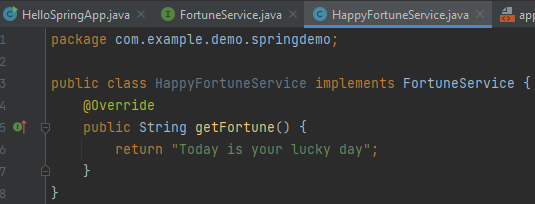 HelloSpringApp.java FortuneService.java HappyFortuneService.java app
1 package com.example.demo.springdemo;
2
3 public class HappyFortuneService implements FortuneService {
4 @Override
5 public String getFortune() {
6 return "Today is your lucky day";
7 }
8 }